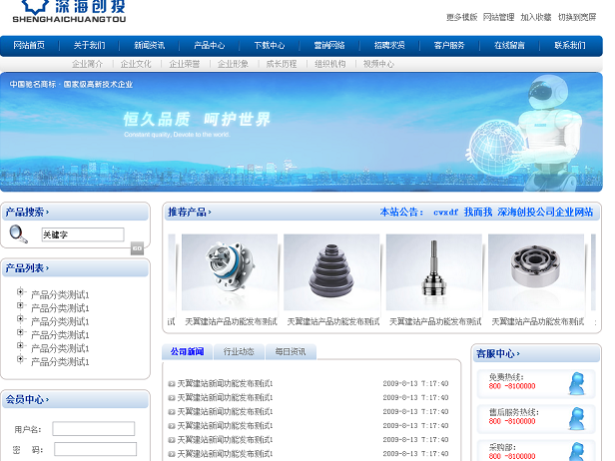 深海创投
SHENGHAICHUANGTOU
更多模版 网站管理 加入收藏 切换到宽屏
网站首页 关于我们 新闻资讯 产品中心 下载中心 营销网络 招聘求贤 客户服务 在线留言 联系我们
企业简介 企业文化 企业荣誉 企业形象 成长历程 组织机构 视频中心
中国驰名商标 · 国家级高新技术企业
恒久品质 呵护世界
Constant quality, Devote to the world
产品搜索
关键字
GO
产品列表
产品分类测试1
产品分类测试1
产品分类测试1
产品分类测试1
产品分类测试1
产品分类测试1
会员中心
用户名:
密 码:
推荐产品 本站公告: cvxdf 找而找 深海创投公司企业网站
试 天翼建站产品功能发布测试 天翼建站产品功能发布测试 天翼建站产品功能发布测试 天翼建站产品功能发布测试
公司新闻 行业动态 每日资讯
天翼建站新闻功能发布测试1 2009-8-13 7:17:40
天翼建站新闻功能发布测试1 2009-8-13 7:17:40
天翼建站新闻功能发布测试1 2009-8-13 7:17:40
天翼建站新闻功能发布测试1 2009-8-13 7:17:40
天翼建站新闻功能发布测试1 2009-8-13 7:17:40
天翼建站新闻功能发布测试1 2009-8-13 7:17:40
客服中心
免费热线:
800 -8100000
售后服务热线:
800 -8100000
采购部:
800 -8100000